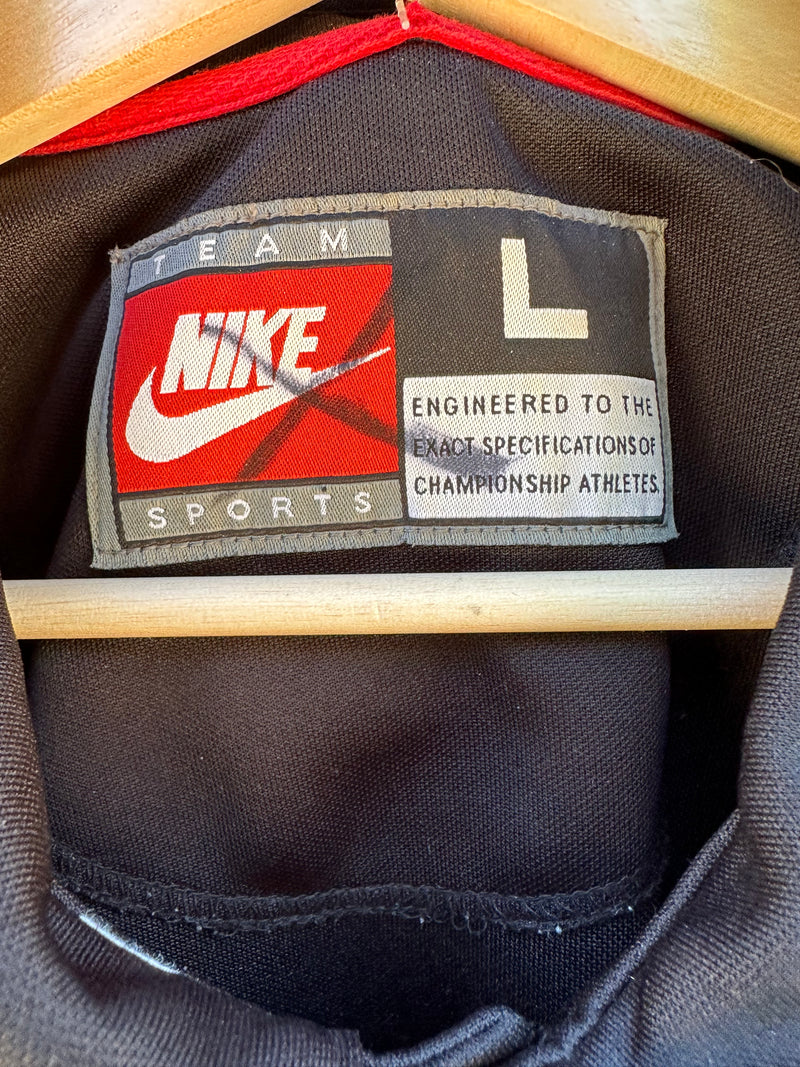 TEAM
NIKE
SPORTS
L
ENGINEERED TO THE
EXACT SPECIFICATIONS OF
CHAMPIONSHIP ATHLETES.